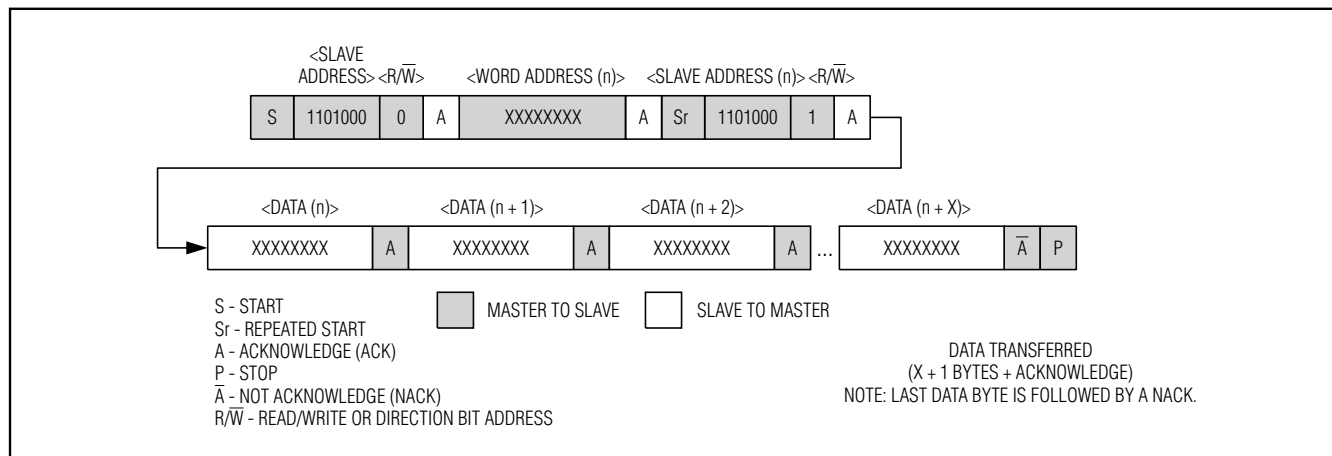 <SLAVE
ADDRESS> <R/W̅> <WORD ADDRESS (n)> <SLAVE ADDRESS (n)> <R/W̅>
S 1101000 0 A XXXXXXXX A Sr 1101000 1 A
<DATA (n)> <DATA (n + 1)> <DATA (n + 2)> <DATA (n + X)>
XXXXXXXX A XXXXXXXX A XXXXXXXX A ... XXXXXXXX A̅ P
S - START
Sr - REPEATED START
A - ACKNOWLEDGE (ACK)
P - STOP
A̅ - NOT ACKNOWLEDGE (NACK)
R/W̅ - READ/WRITE OR DIRECTION BIT ADDRESS
MASTER TO SLAVE SLAVE TO MASTER
DATA TRANSFERRED
(X + 1 BYTES + ACKNOWLEDGE)
NOTE: LAST DATA BYTE IS FOLLOWED BY A NACK.